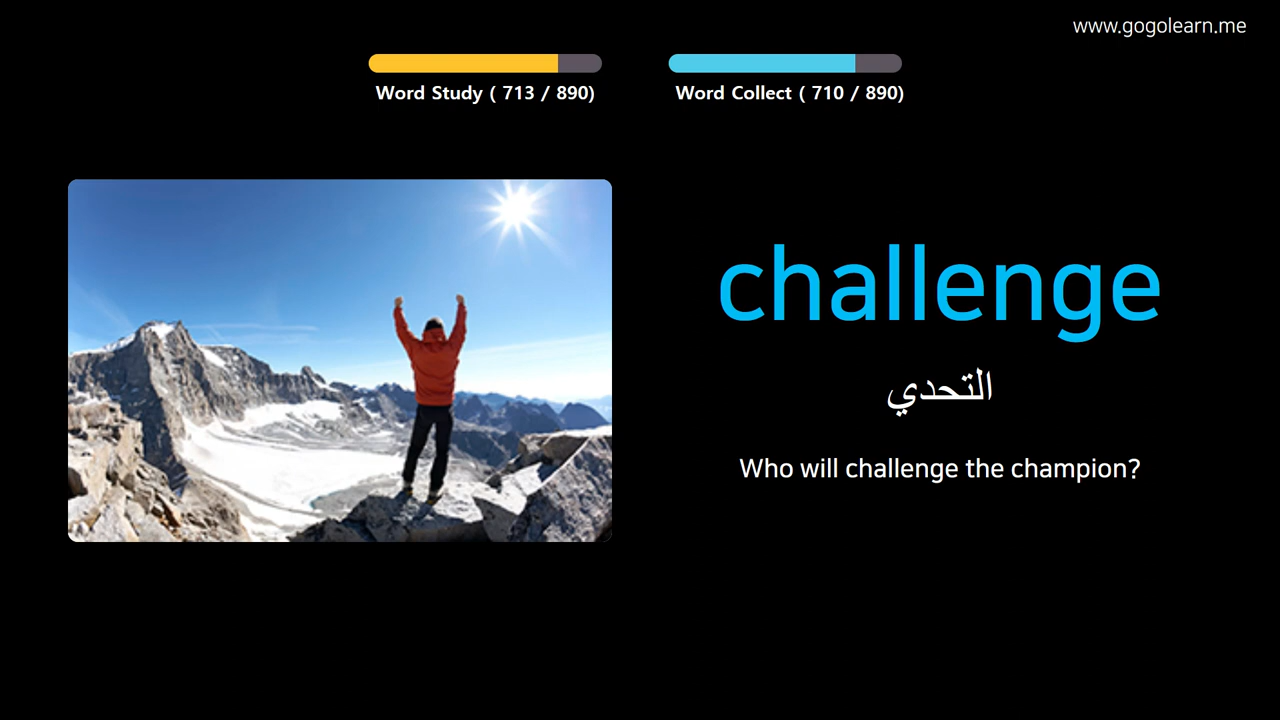 www.gogolearn.me
Word Study ( 713 / 890)
Word Collect ( 710 / 890)
challenge
التحدي
Who will challenge the champion?